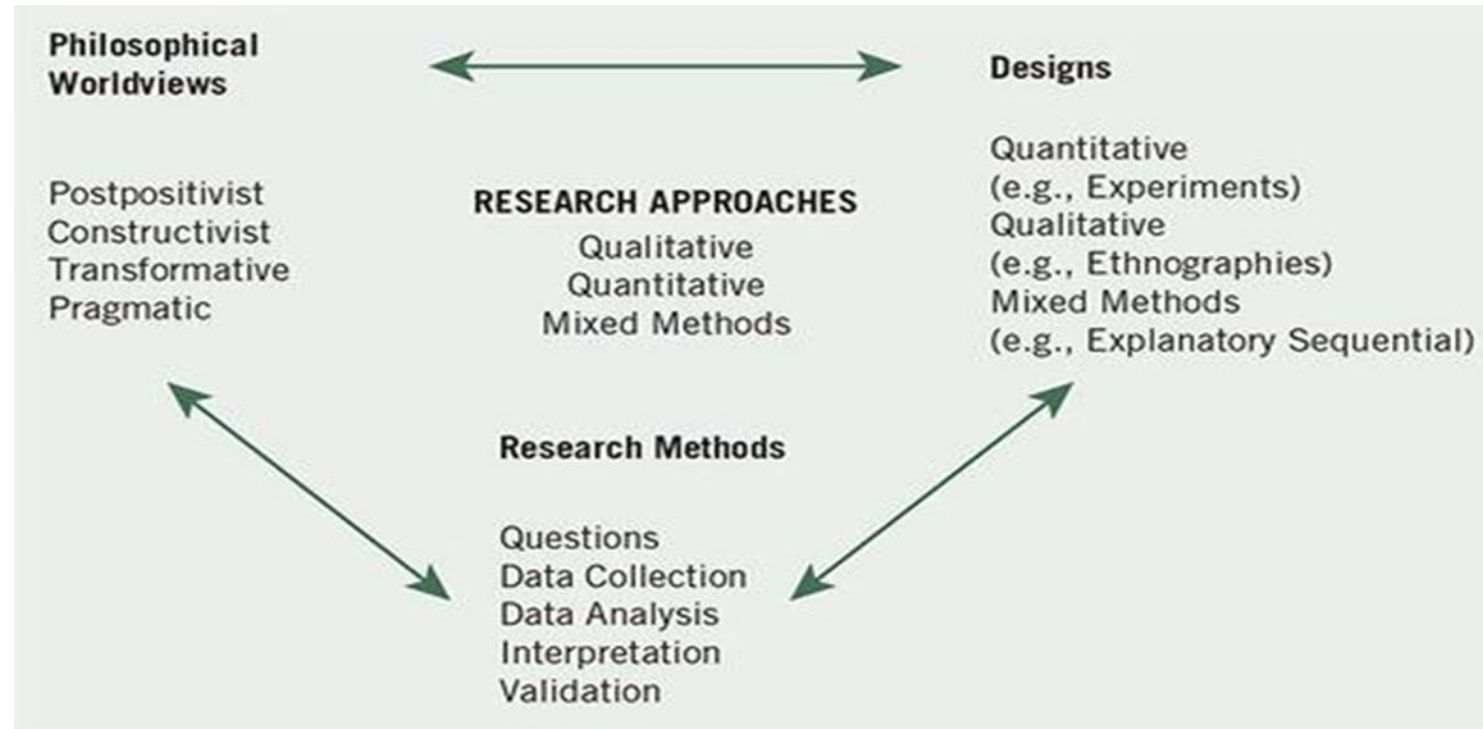 Philosophical
Worldviews
Postpositivist
Constructivist
Transformative
Pragmatic
RESEARCH APPROACHES
Qualitative
Quantitative
Mixed Methods
Designs
Quantitative
(e.g., Experiments)
Qualitative
(e.g., Ethnographies)
Mixed Methods
(e.g., Explanatory Sequential)
Research Methods
Questions
Data Collection
Data Analysis
Interpretation
Validation